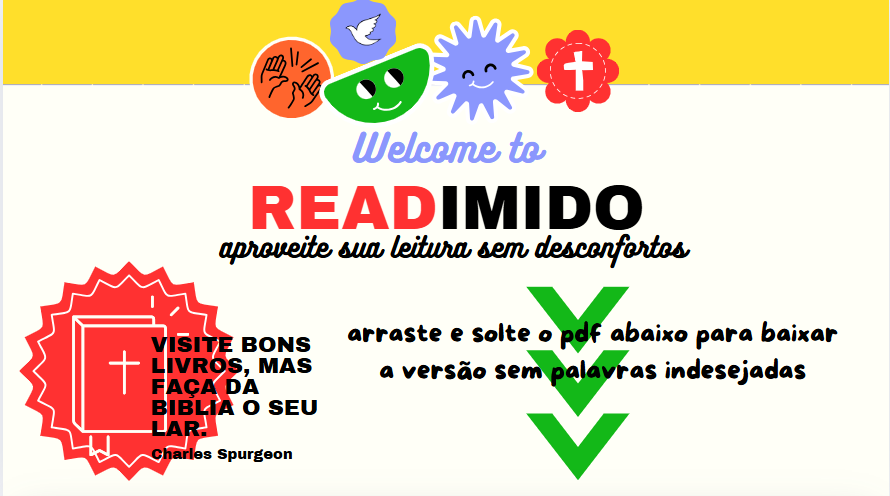 Welcome to
READIMIDO
aproveite sua leitura sem desconfortos
arraste e solte o pdf abaixo para baixar
a versão sem palavras indesejadas
VISITE BONS
LIVROS, MAS
FAÇA DA
BIBLIA O SEU
LAR.
Charles Spurgeon